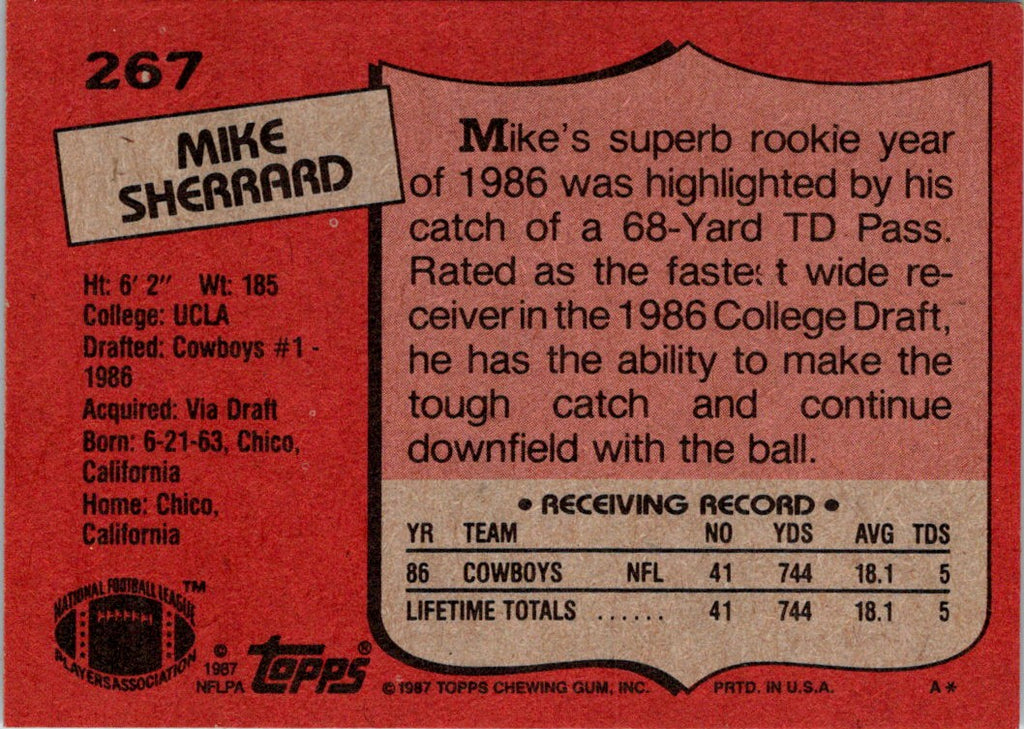 267
MIKE
SHERRARD
Ht: 6' 2" Wt: 185
College: UCLA
Drafted: Cowboys #1 -
1986
Acquired: Via Draft
Born: 6-21-63, Chico,
California
Home: Chico,
California
Mike's superb rookie year
of 1986 was highlighted by his
catch of a 68-Yard TD Pass.
Rated as the fastest wide re-
ceiver in the 1986 College Draft,
he has the ability to make the
tough catch and continue
downfield with the ball.
• RECEIVING RECORD •
YR TEAM NO YDS AVG TDS
86 COWBOYS NFL 41 744 18.1 5
LIFETIME TOTALS ...... 41 744 18.1 5
NATIONAL FOOTBALL LEAGUE ™
PLAYERS ASSOCIATION
© 1987
NFLPA
topps®
© 1987 TOPPS CHEWING GUM, INC. PRTD. IN U.S.A. A*